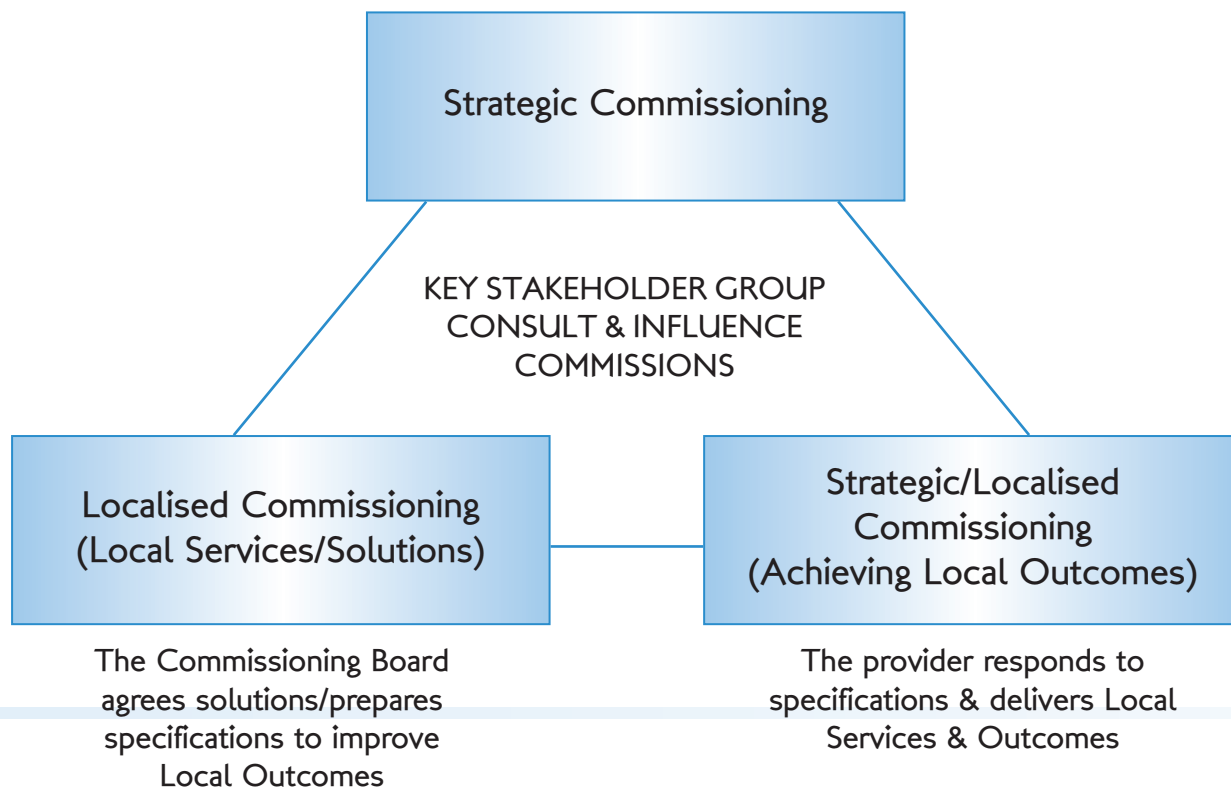 Strategic Commissioning
KEY STAKEHOLDER GROUP
CONSULT & INFLUENCE
COMMISSIONS
Localised Commissioning
(Local Services/Solutions)
Strategic/Localised
Commissioning
(Achieving Local Outcomes)
The Commissioning Board
agrees solutions/prepares
specifications to improve
Local Outcomes
The provider responds to
specifications & delivers Local
Services & Outcomes